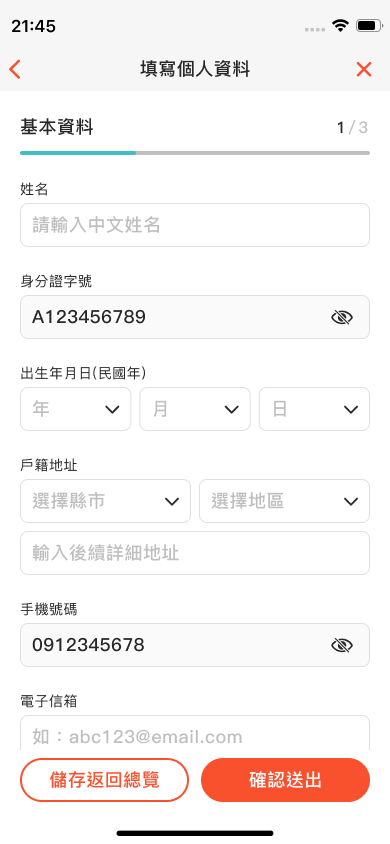 21:45
填寫個人資料
基本資料 1/3
姓名
請輸入中文姓名
身分證字號
A123456789
出生年月日(民國年)
年 月 日
戶籍地址
選擇縣市 選擇地區
輸入後續詳細地址
手機號碼
0912345678
電子信箱
如：abc123@email.com
儲存返回總覽 確認送出